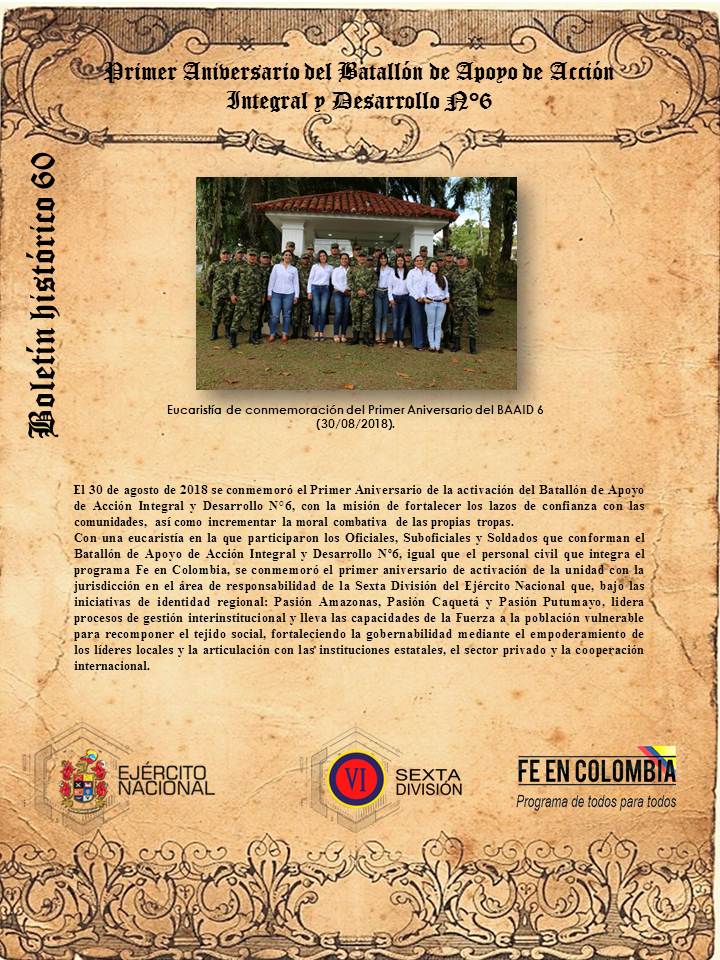 Primer Aniversario del Batallón de Apoyo de Acción
Integral y Desarrollo N°6
Boletín histórico 60
Eucaristía de conmemoración del Primer Aniversario del BAAID 6
(30/08/2018).
El 30 de agosto de 2018 se conmemoró el Primer Aniversario de la activación del Batallón de Apoyo
de Acción Integral y Desarrollo N°6, con la misión de fortalecer los lazos de confianza con las
comunidades, así como incrementar la moral combativa de las propias tropas.
Con una eucaristía en la que participaron los Oficiales, Suboficiales y Soldados que conforman el
Batallón de Apoyo de Acción Integral y Desarrollo N°6, igual que el personal civil que integra el
programa Fe en Colombia, se conmemoró el primer aniversario de activación de la unidad con la
jurisdicción en el área de responsabilidad de la Sexta División del Ejército Nacional que, bajo las
iniciativas de identidad regional: Pasión Amazonas, Pasión Caquetá y Pasión Putumayo, lidera
procesos de gestión interinstitucional y lleva las capacidades de la Fuerza a la población vulnerable
para recomponer el tejido social, fortaleciendo la gobernabilidad mediante el empoderamiento de
los líderes locales y la articulación con las instituciones estatales, el sector privado y la cooperación
internacional.
EJÉRCITO
NACIONAL
VI
SEXTA
DIVISIÓN
FE EN COLOMBIA
Programa de todos para todos